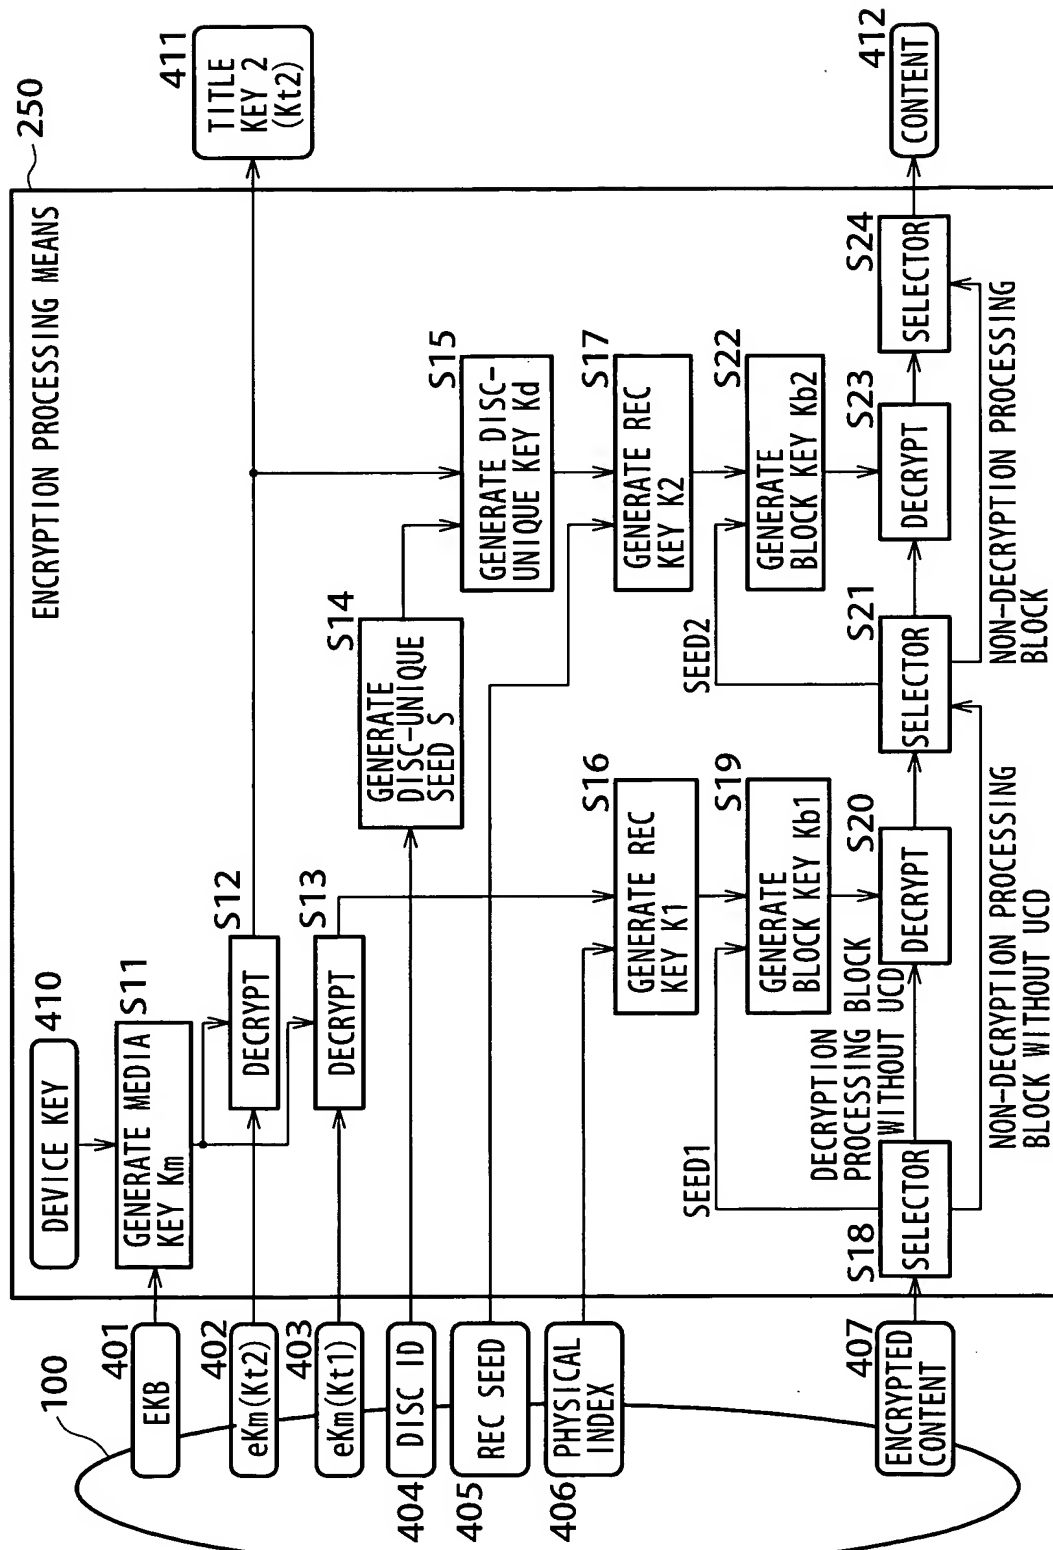 100
401
EKB
402
eKm(Kt2)
403
eKm(Kt1)
404
DISC ID
405
REC SEED
406
PHYSICAL
INDEX
407
ENCRYPTED
CONTENT
250
ENCRYPTION PROCESSING MEANS
410
DEVICE KEY
S11
GENERATE MEDIA
KEY Km
S12
DECRYPT
S13
DECRYPT
S14
GENERATE
DISC-UNIQUE
SEED S
S15
GENERATE DISC-
UNIQUE KEY Kd
S16
GENERATE REC
KEY K1
S17
GENERATE REC
KEY K2
SEED1
S19
GENERATE
BLOCK KEY Kb1
SEED2
S22
GENERATE
BLOCK KEY Kb2
S18
SELECTOR
DECRYPTION
PROCESSING BLOCK
WITHOUT UCD
S20
DECRYPT
S21
SELECTOR
S23
DECRYPT
S24
SELECTOR
NON-DECRYPTION PROCESSING
BLOCK WITHOUT UCD
NON-DECRYPTION PROCESSING
BLOCK
411
TITLE
KEY 2
(Kt2)
412
CONTENT